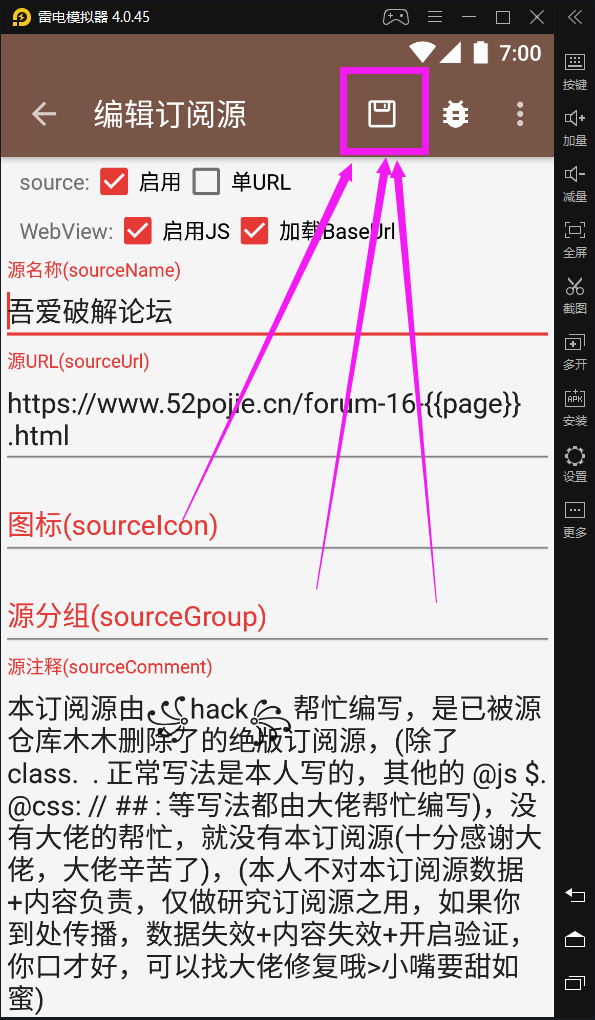 雷电模拟器 4.0.45
7:00
编辑订阅源
source: 启用 单URL
WebView: 启用JS 加载BaseUrl
源名称(sourceName)
吾爱破解论坛
源URL(sourceUrl)
https://www.52pojie.cn/forum-16-{{page}}
.html
图标(sourceIcon)
源分组(sourceGroup)
源注释(sourceComment)
本订阅源由꧁hack꧂帮忙编写，是已被源
仓库木木删除了的绝版订阅源，(除了
class. . 正常写法是本人写的，其他的 @js $.
@css: // ## : 等写法都由大佬帮忙编写)，没
有大佬的帮忙，就没有本订阅源(十分感谢大
佬，大佬辛苦了)，(本人不对本订阅源数据
+内容负责，仅做研究订阅源之用，如果你
到处传播，数据失效+内容失效+开启验证，
你口才好，可以找大佬修复哦>小嘴要甜如
蜜)
按键
加量
减量
全屏
截图
多开
APK
安装
设置
更多